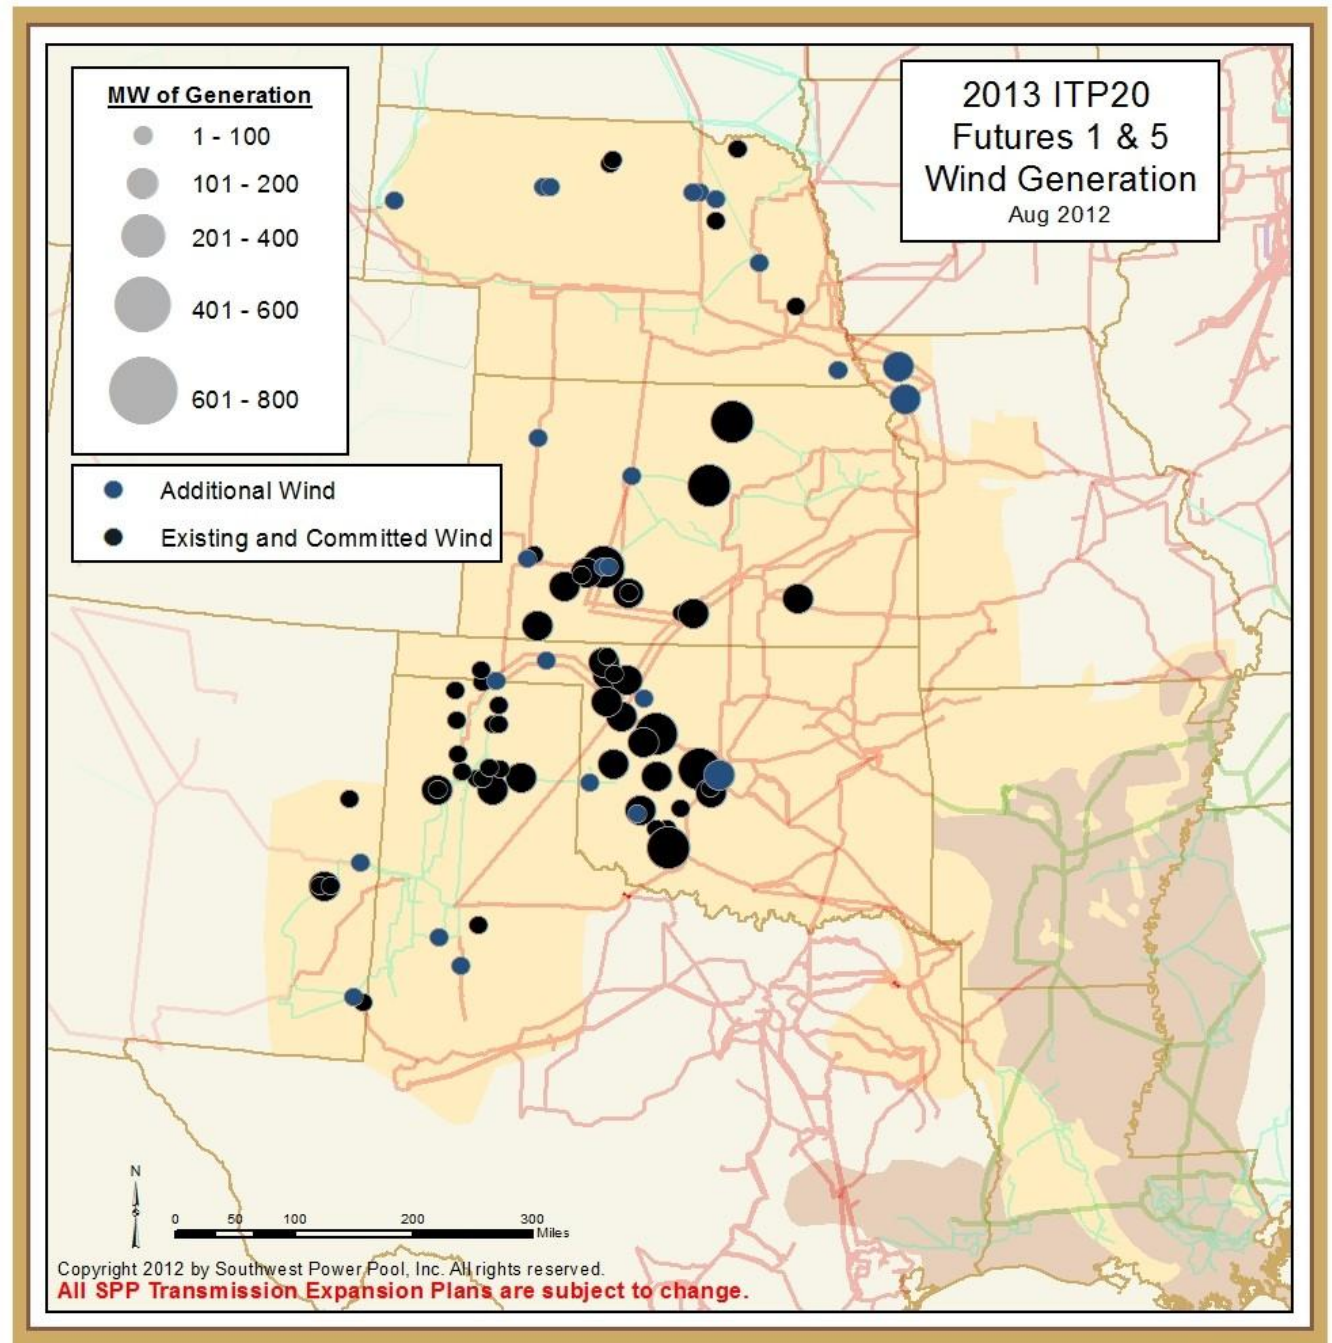 MW of Generation
1 - 100
101 - 200
201 - 400
401 - 600
601 - 800
2013 ITP20
Futures 1 & 5
Wind Generation
Aug 2012
Additional Wind
Existing and Committed Wind
N
0 50 100 200 300
Miles
Copyright 2012 by Southwest Power Pool, Inc. All rights reserved.
All SPP Transmission Expansion Plans are subject to change.